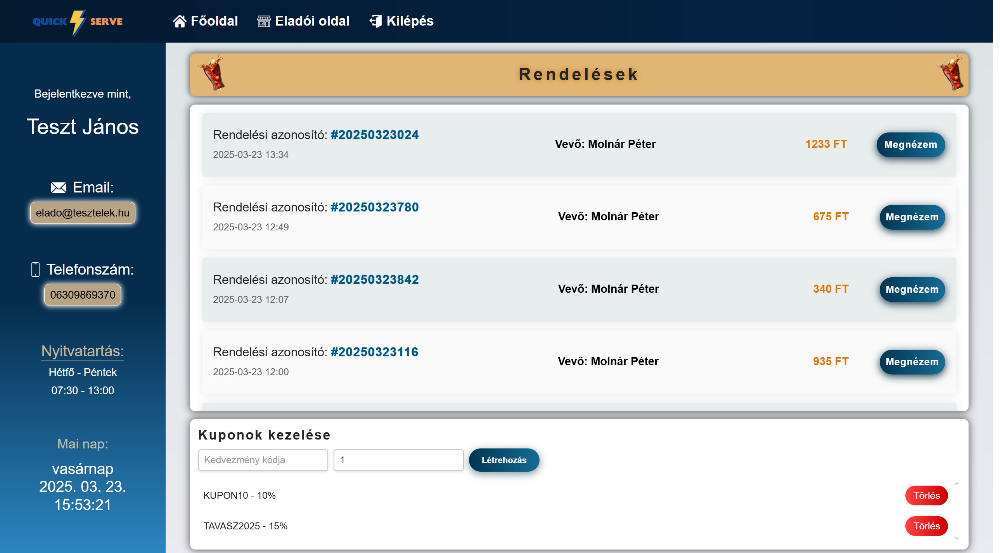 QUICK SERVE
Főoldal
Eladói oldal
Kilépés
Bejelentkezve mint,
Teszt János
Email:
elado@tesztelek.hu
Telefonszám:
06309869370
Nyitvatartás:
Hétfő - Péntek
07:30 - 13:00
Mai nap:
vasárnap
2025. 03. 23.
15:53:21
Rendelések
Rendelési azonosító: #20250323024
2025-03-23 13:34
Vevő: Molnár Péter
1233 FT
Megnézem
Rendelési azonosító: #20250323780
2025-03-23 12:49
Vevő: Molnár Péter
675 FT
Megnézem
Rendelési azonosító: #20250323842
2025-03-23 12:07
Vevő: Molnár Péter
340 FT
Megnézem
Rendelési azonosító: #20250323116
2025-03-23 12:00
Vevő: Molnár Péter
935 FT
Megnézem
Kuponok kezelése
Kedvezmény kódja
1
Létrehozás
KUPON10 - 10%
Törlés
TAVASZ2025 - 15%
Törlés